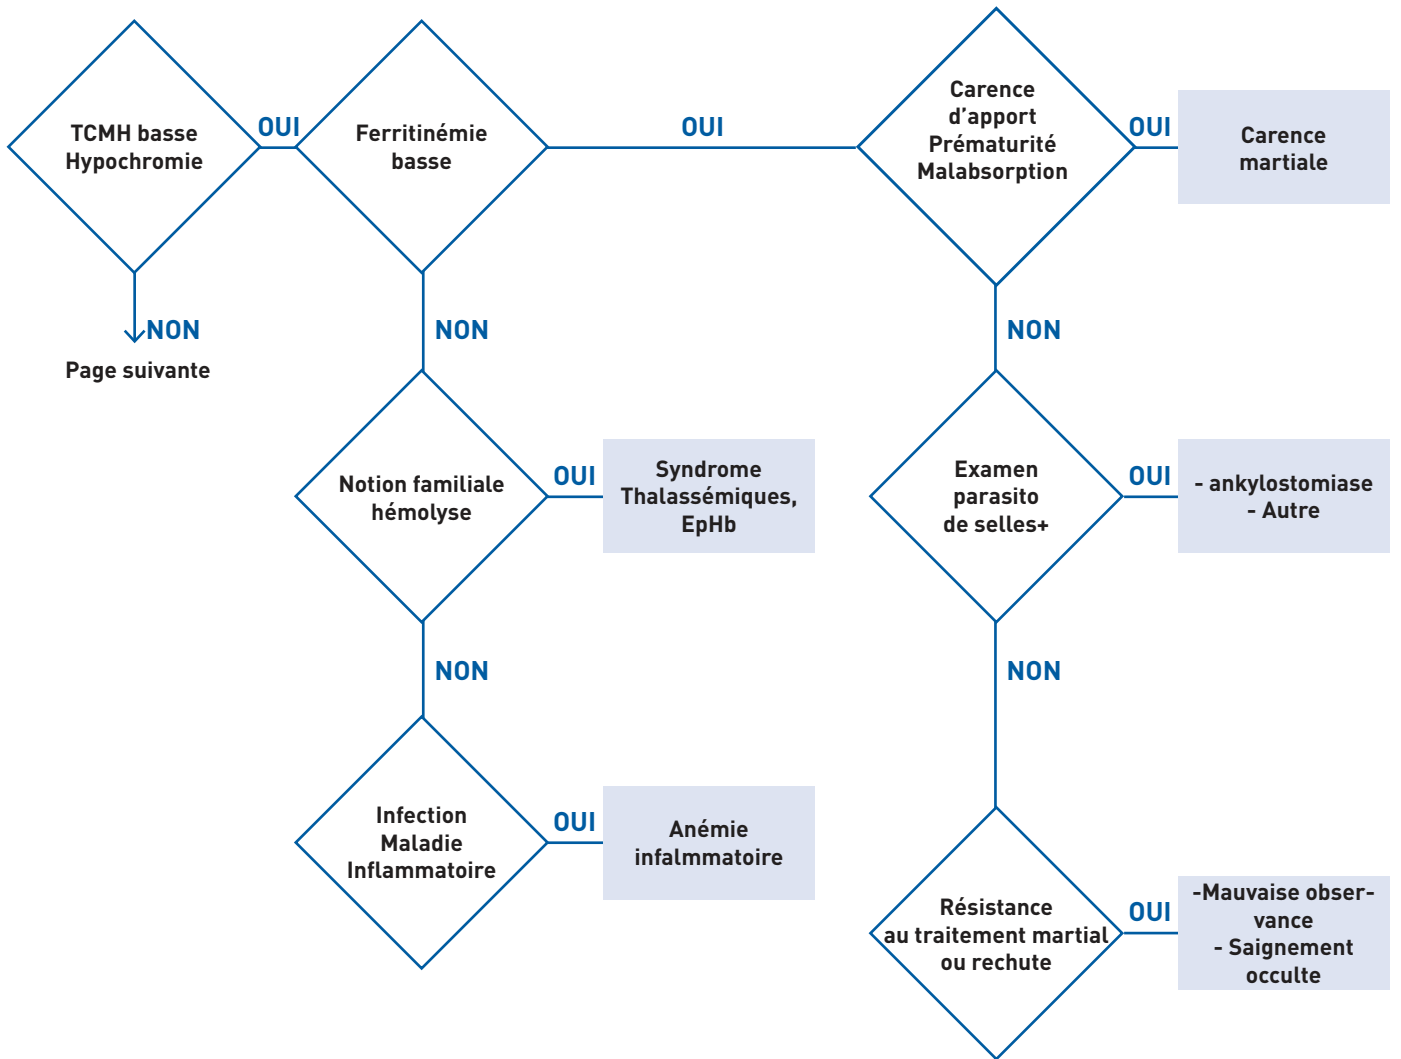 TCMH basse
Hypochromie
OUI
Ferritinémie
basse
OUI
Carence
d’apport
Prématurité
Malabsorption
OUI
Carence
martiale
NON
Page suivante
NON
NON
Notion familiale
hémolyse
OUI
Syndrome
Thalassémiques,
EpHb
Examen
parasito
de selles+
OUI
- ankylostomiase
- Autre
NON
NON
Infection
Maladie
Inflammatoire
OUI
Anémie
infalmmatoire
Résistance
au traitement martial
ou rechute
OUI
-Mauvaise obser-
vance
- Saignement
occulte